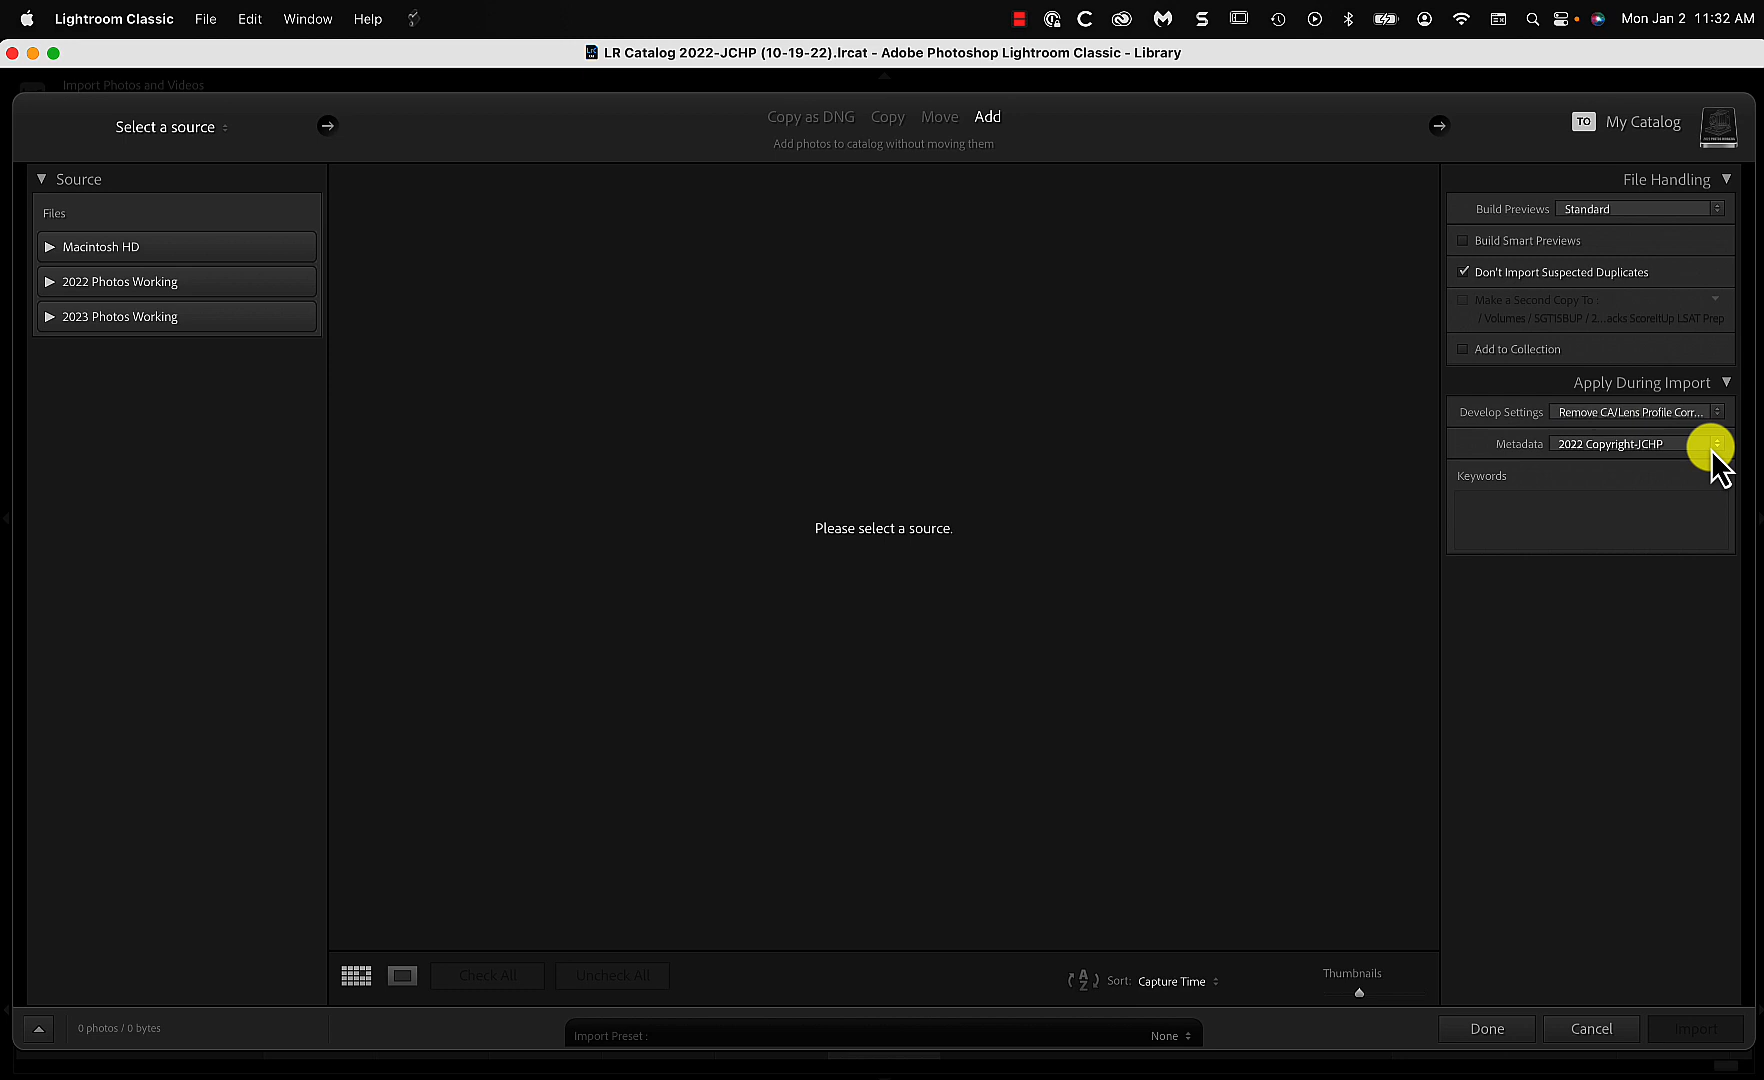 Lightroom Classic File Edit Window Help
Mon Jan 2 11:32 AM
LR Catalog 2022-JCHP (10-19-22).lrcat - Adobe Photoshop Lightroom Classic - Library
Import Photos and Videos
Select a source
Copy as DNG Copy Move Add
Add photos to catalog without moving them
TO My Catalog
Source
Files
Macintosh HD
2022 Photos Working
2023 Photos Working
Please select a source.
File Handling
Build Previews Standard
Build Smart Previews
Don't Import Suspected Duplicates
Make a Second Copy To :
/ Volumes / SGT15BUP / 2...acks ScoreItUp LSAT Prep
Add to Collection
Apply During Import
Develop Settings Remove CA/Lens Profile Corr...
Metadata 2022 Copyright-JCHP
Keywords
Check All Uncheck All
Sort: Capture Time
Thumbnails
0 photos / 0 bytes
Import Preset : None
Done Cancel Import